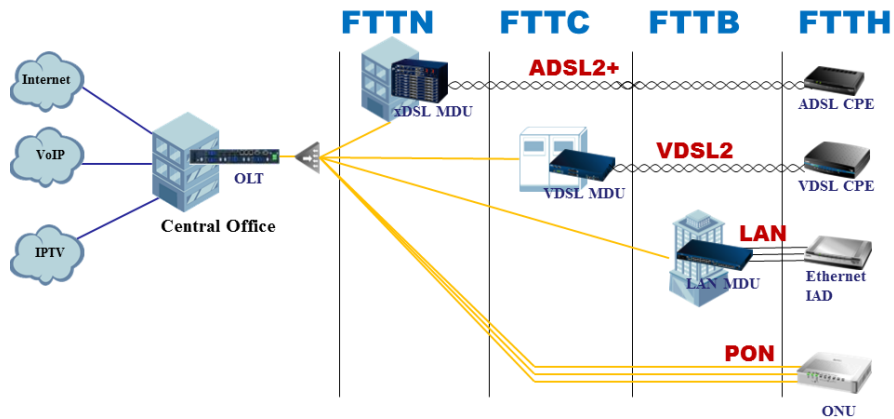 FTTN FTTC FTTB FTTH
Internet
VoIP
IPTV
OLT
Central Office
xDSL MDU
ADSL2+
ADSL CPE
VDSL MDU
VDSL2
VDSL CPE
LAN MDU
LAN
Ethernet
IAD
PON
ONU